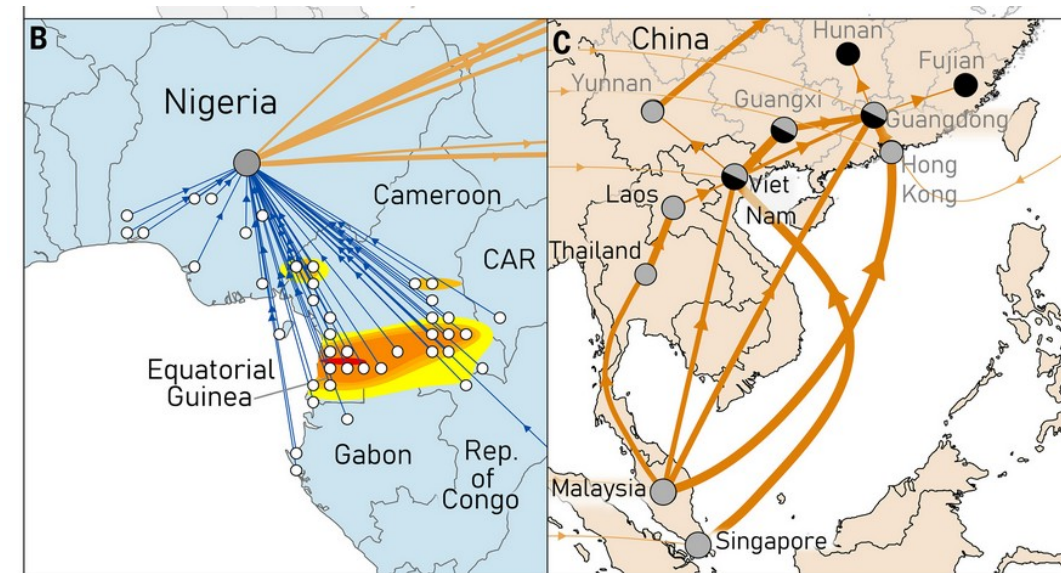 B
Nigeria
Cameroon
CAR
Equatorial
Guinea
Gabon
Rep.
of
Congo
C
China
Hunan
Fujian
Yunnan
Guangxi
Guangdong
Hong
Kong
Laos
Viet
Nam
Thailand
Malaysia
Singapore